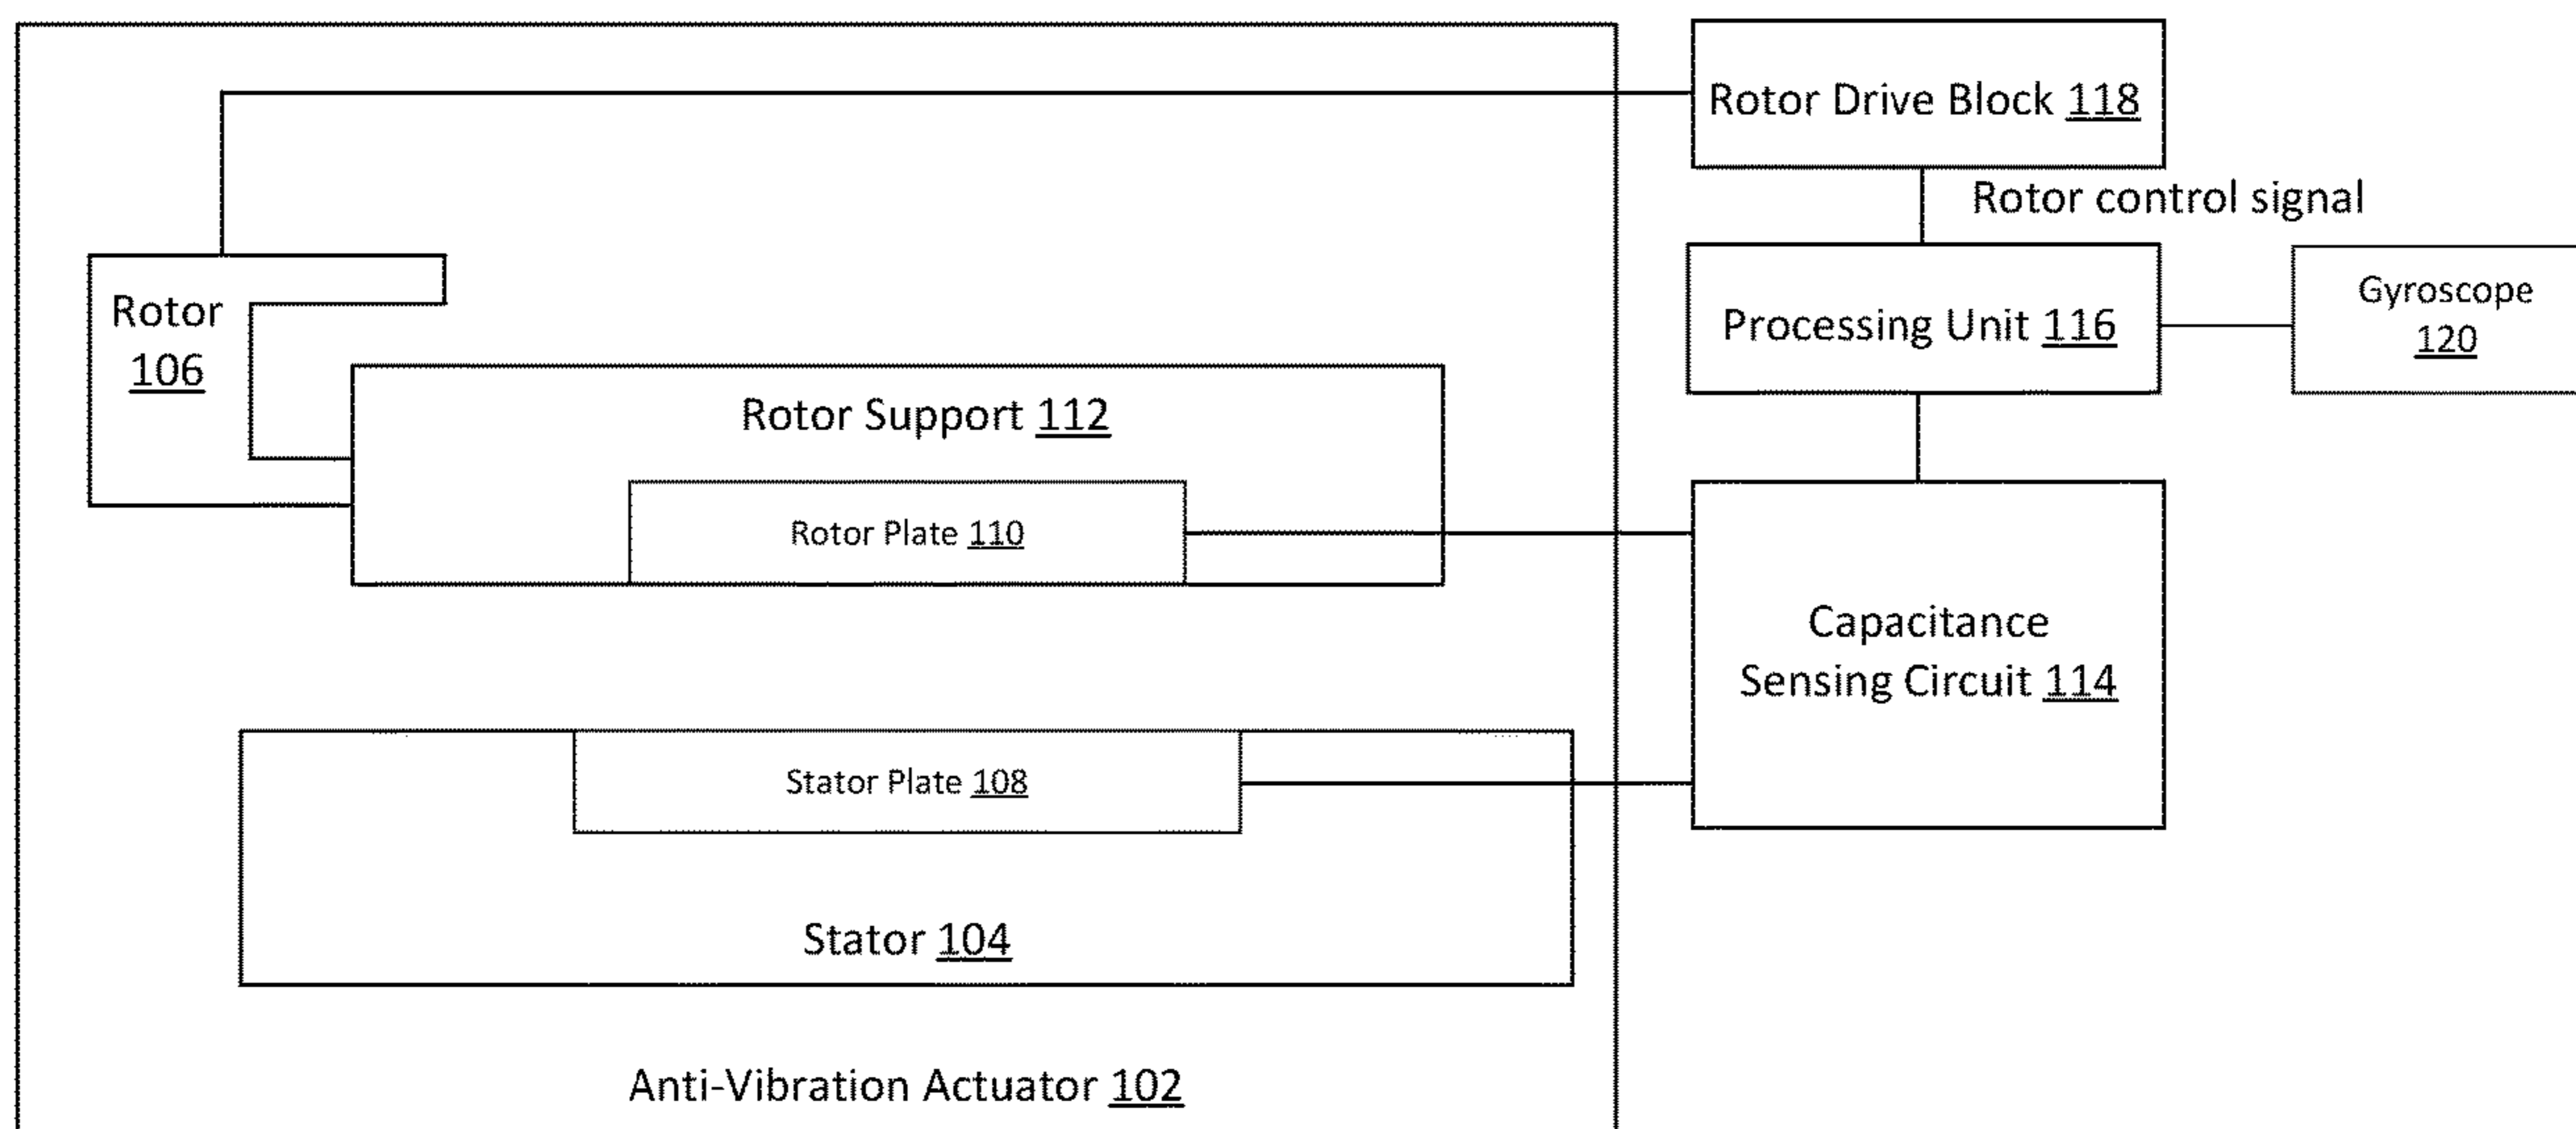 Rotor Drive Block 118
Rotor control signal
Rotor
106
Processing Unit 116
Gyroscope
120
Rotor Support 112
Rotor Plate 110
Capacitance
Sensing Circuit 114
Stator Plate 108
Stator 104
Anti-Vibration Actuator 102